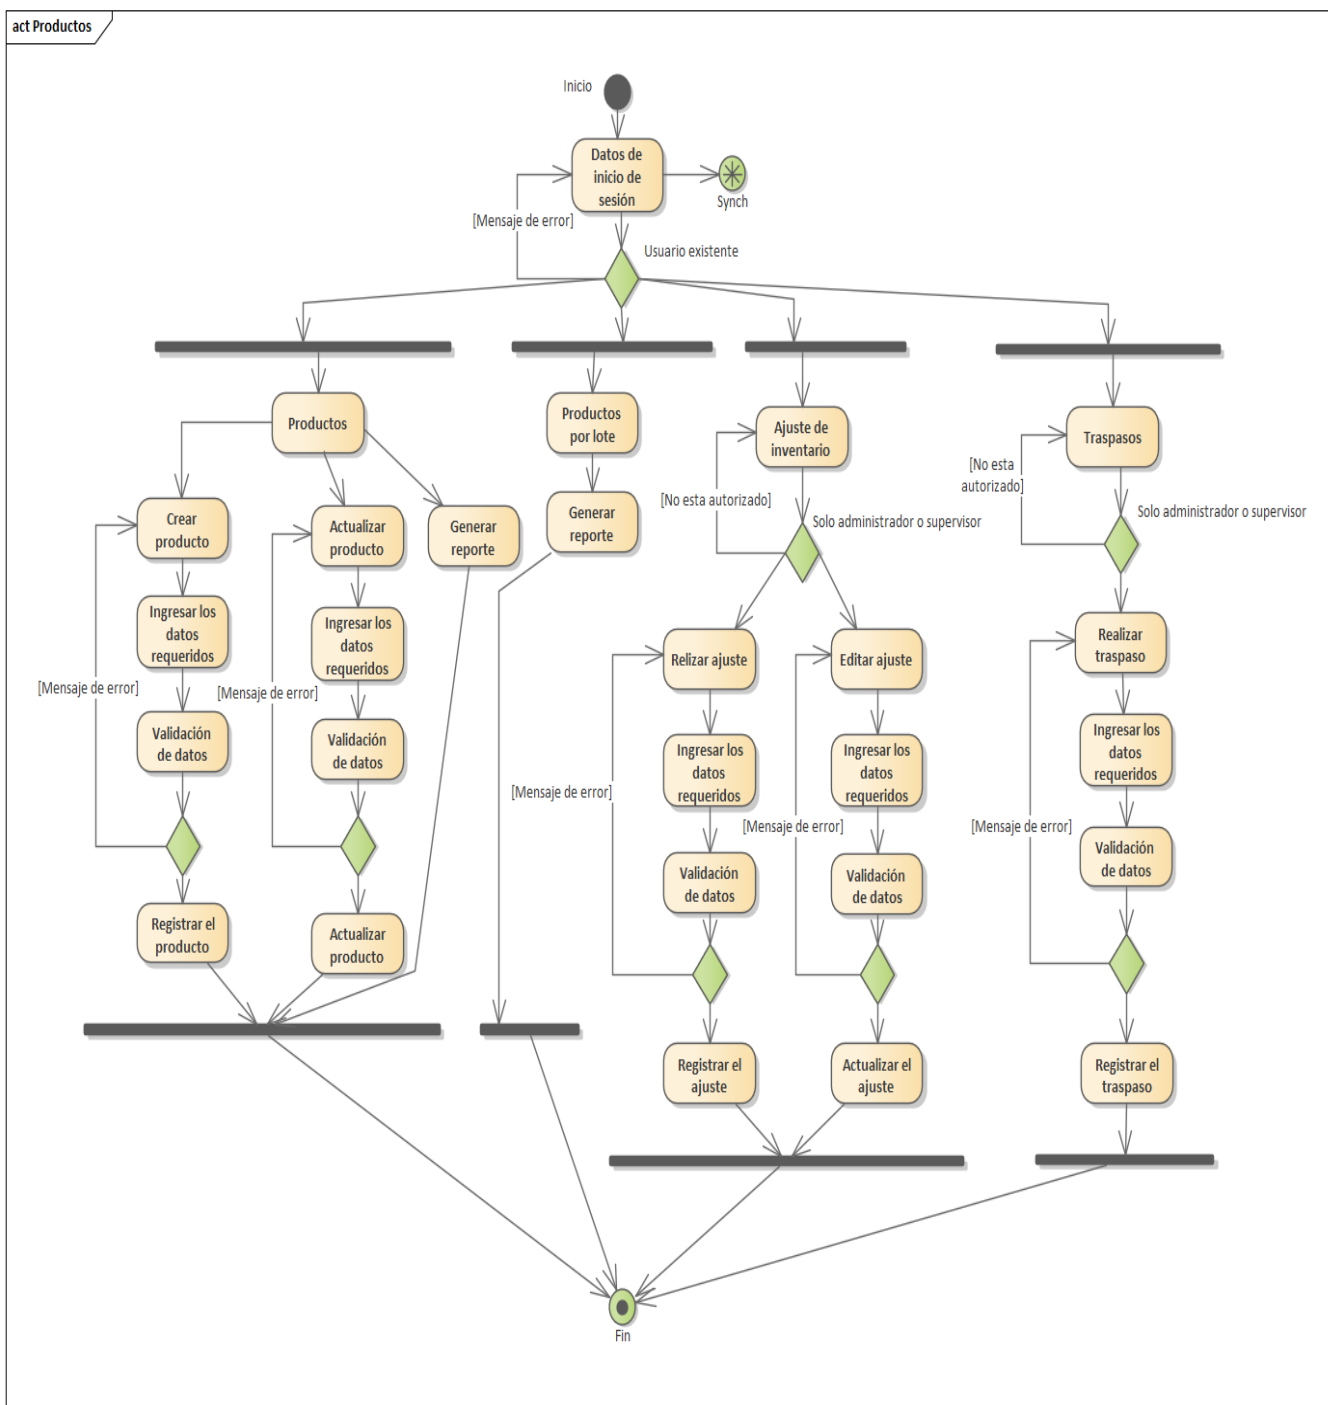 act Productos
Inicio
Datos de
inicio de
sesión
Synch
[Mensaje de error]
Usuario existente
Productos
Productos
por lote
Ajuste de
inventario
Traspasos
[No esta
autorizado]
[No esta autorizado]
Crear
producto
Actualizar
producto
Generar
reporte
Generar
reporte
Solo administrador o supervisor
Solo administrador o supervisor
Ingresar los
datos
requeridos
Ingresar los
datos
requeridos
Relizar ajuste
Editar ajuste
Realizar
traspaso
[Mensaje de error]
[Mensaje de error]
Validación
de datos
Validación
de datos
Ingresar los
datos
requeridos
Ingresar los
datos
requeridos
Ingresar los
datos
requeridos
[Mensaje de error]
[Mensaje de error]
[Mensaje de error]
Validación
de datos
Validación
de datos
Validación
de datos
Registrar el
producto
Actualizar
producto
Registrar el
ajuste
Actualizar el
ajuste
Registrar el
traspaso
Fin